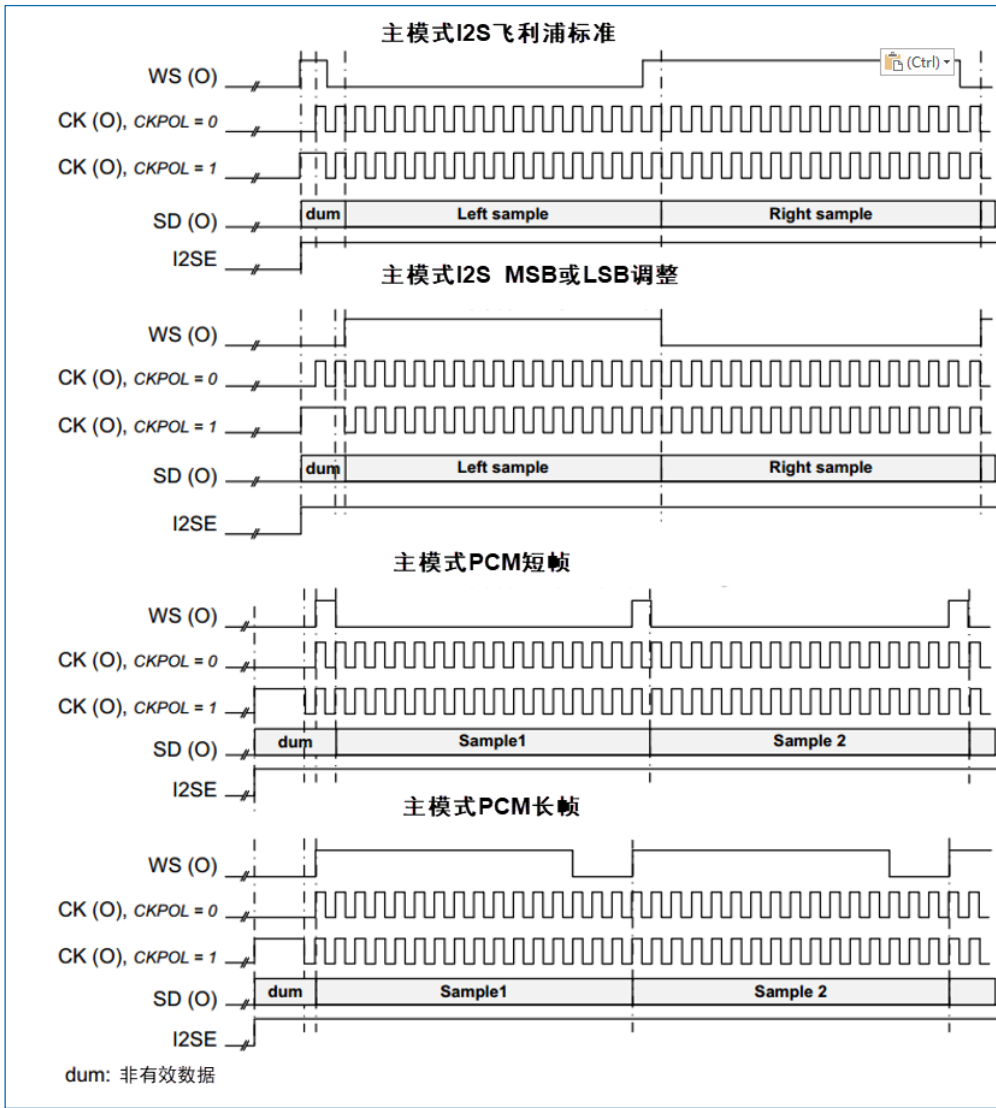 主模式I2S飞利浦标准
(Ctrl)
WS (O)
CK (O), CKPOL = 0
CK (O), CKPOL = 1
SD (O) dum Left sample Right sample
I2SE
主模式I2S MSB或LSB调整
WS (O)
CK (O), CKPOL = 0
CK (O), CKPOL = 1
SD (O) dum Left sample Right sample
I2SE
主模式PCM短帧
WS (O)
CK (O), CKPOL = 0
CK (O), CKPOL = 1
SD (O) dum Sample1 Sample 2
I2SE
主模式PCM长帧
WS (O)
CK (O), CKPOL = 0
CK (O), CKPOL = 1
SD (O) dum Sample1 Sample 2
I2SE
dum: 非有效数据